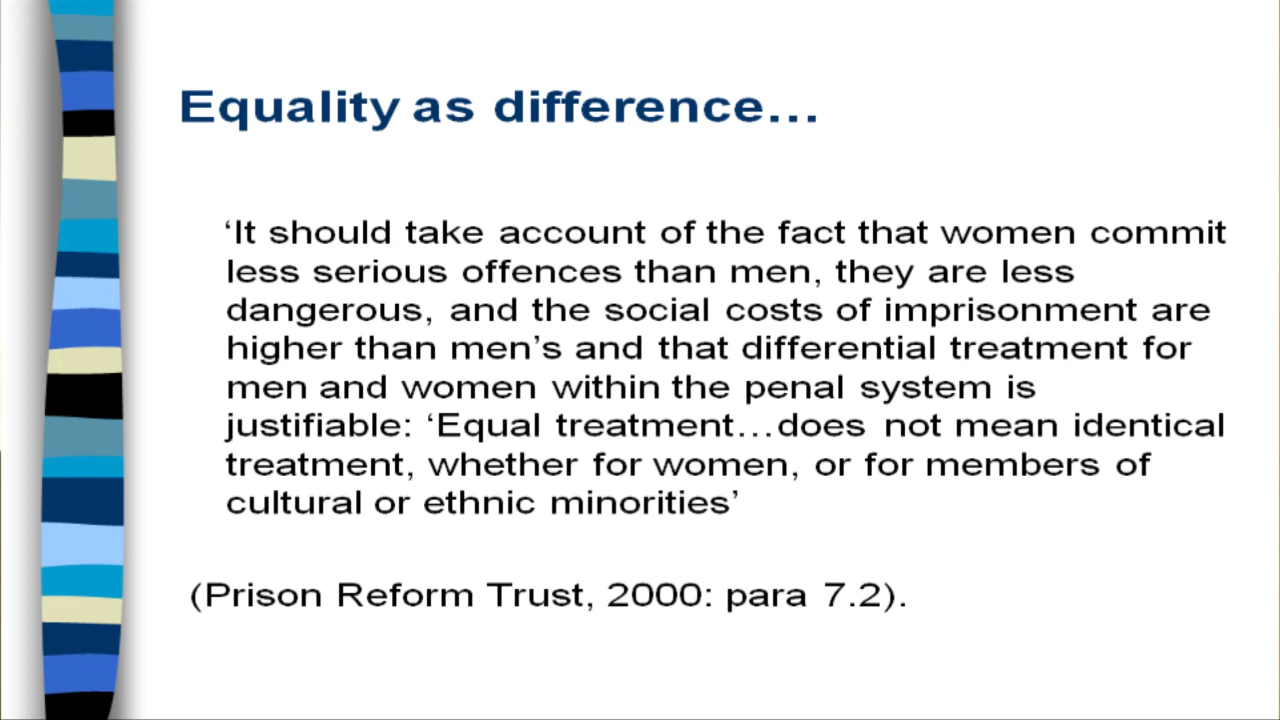 Equality as difference…
‘It should take account of the fact that women commit
less serious offences than men, they are less
dangerous, and the social costs of imprisonment are
higher than men’s and that differential treatment for
men and women within the penal system is
justifiable: ‘Equal treatment…does not mean identical
treatment, whether for women, or for members of
cultural or ethnic minorities’
(Prison Reform Trust, 2000: para 7.2).